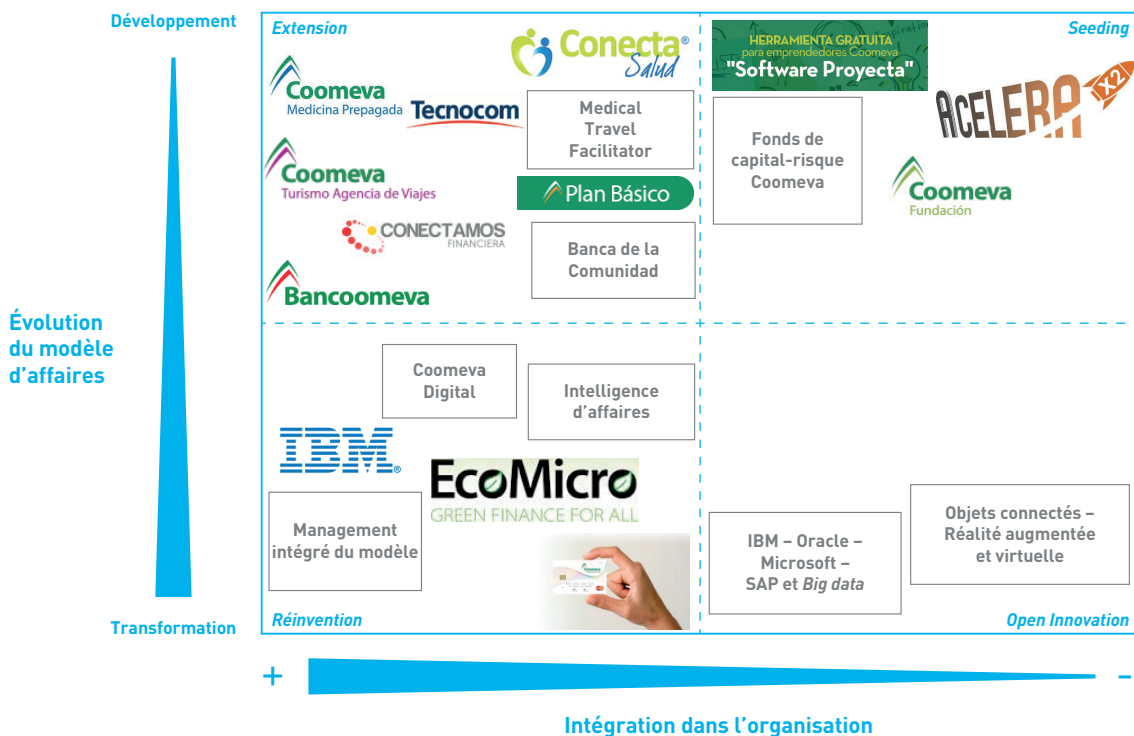 Développement
Extension
Seeding
Conecta®
Salud
HERRAMIENTA GRATUITA
para emprendedores Coomeva
"Software Proyecta"
ACELERA X2
Coomeva
Medicina Prepagada
Tecnocom
Medical
Travel
Facilitator
Fonds de
capital-risque
Coomeva
Coomeva
Turismo Agencia de Viajes
Plan Básico
Coomeva
Fundación
CONECTAMOS
FINANCIERA
Banca de la
Comunidad
Bancoomeva
Évolution
du modèle
d'affaires
Coomeva
Digital
Intelligence
d'affaires
IBM®
EcoMicro
GREEN FINANCE FOR ALL
Management
intégré du modèle
IBM – Oracle –
Microsoft –
SAP et Big data
Objets connectés –
Réalité augmentée
et virtuelle
Coomeva
Transformation
Réinvention
Open Innovation
+
-
Intégration dans l'organisation